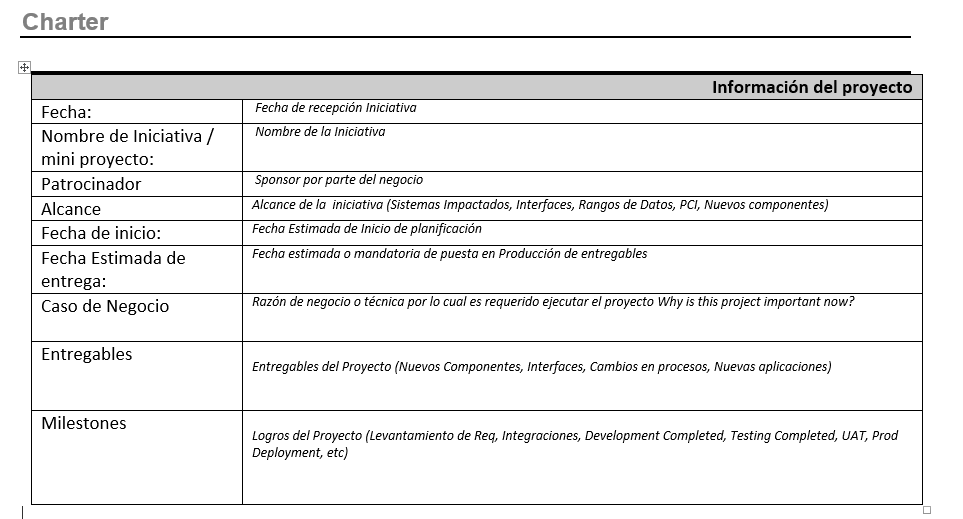 Charter
Información del proyecto
Fecha:
Fecha de recepción Iniciativa
Nombre de Iniciativa /
mini proyecto:
Nombre de la Iniciativa
Patrocinador
Sponsor por parte del negocio
Alcance
Alcance de la  iniciativa (Sistemas Impactados, Interfaces, Rangos de Datos, PCI, Nuevos componentes)
Fecha de inicio:
Fecha Estimada de Inicio de planificación
Fecha Estimada de
entrega:
Fecha estimada o mandatoria de puesta en Producción de entregables
Caso de Negocio
Razón de negocio o técnica por lo cual es requerido ejecutar el proyecto Why is this project important now?
Entregables
Entregables del Proyecto (Nuevos Componentes, Interfaces, Cambios en procesos, Nuevas aplicaciones)
Milestones
Logros del Proyecto (Levantamiento de Req, Integraciones, Development Completed, Testing Completed, UAT, Prod
Deployment, etc)